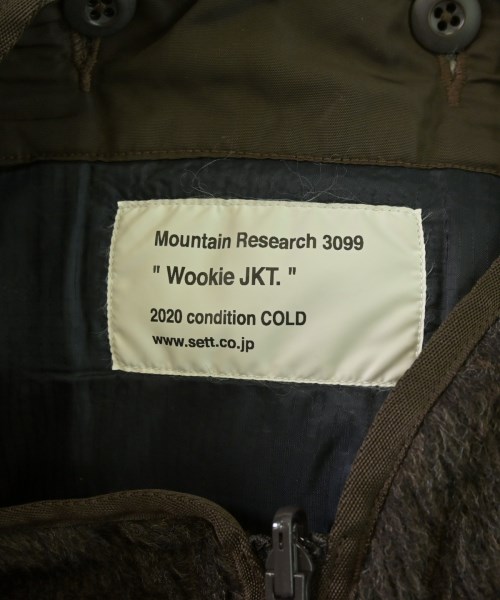 Mountain Research 3099
" Wookie JKT. "
2020 condition COLD
www.sett.co.jp